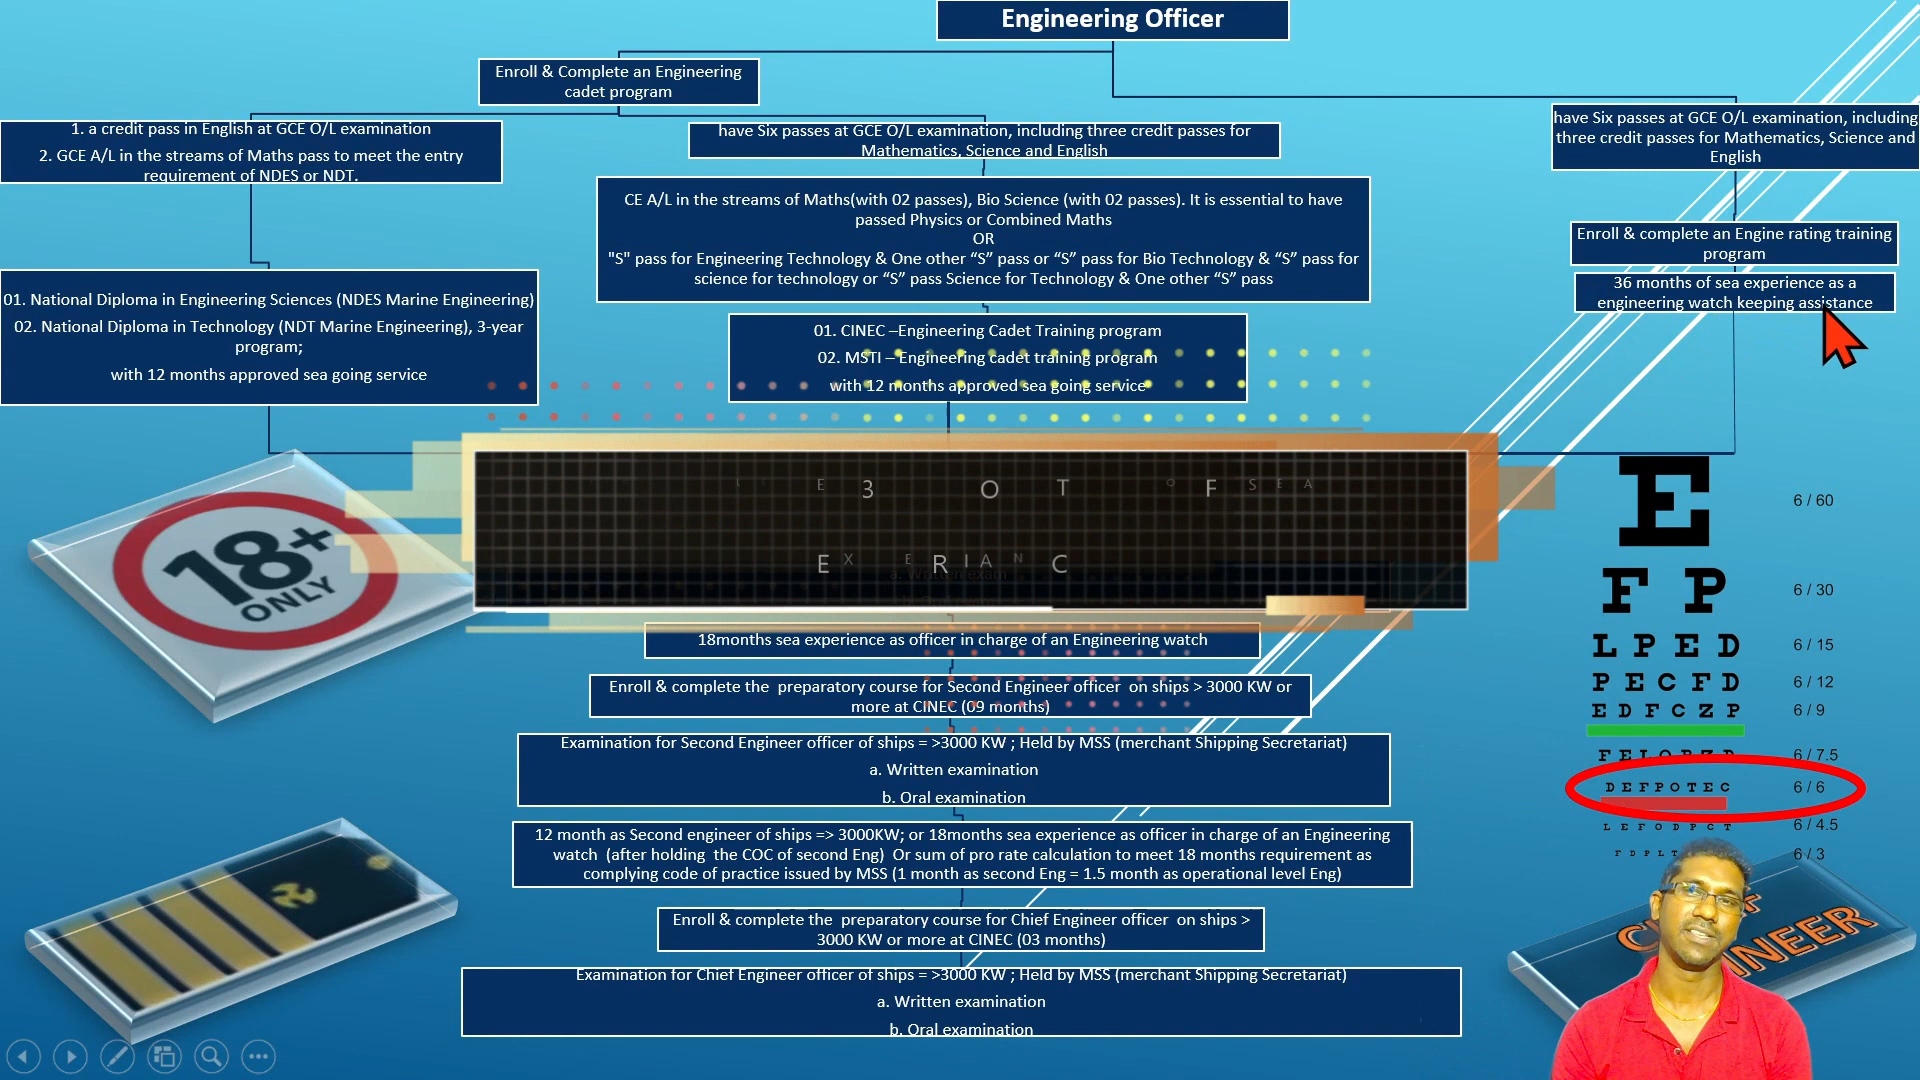 Engineering Officer
Enroll & Complete an Engineering
cadet program
1. a credit pass in English at GCE O/L examination
2. GCE A/L in the streams of Maths pass to meet the entry
requirement of NDES or NDT.
have Six passes at GCE O/L examination, including three credit passes for
Mathematics, Science and English
have Six passes at GCE O/L examination, including
three credit passes for Mathematics, Science and
English
CE A/L in the streams of Maths(with 02 passes), Bio Science (with 02 passes). It is essential to have
passed Physics or Combined Maths
OR
"S" pass for Engineering Technology & One other “S” pass or “S” pass for Bio Technology & “S” pass for
science for technology or “S” pass Science for Technology & One other “S” pass
Enroll & complete an Engine rating training
program
36 months of sea experience as a
engineering watch keeping assistance
01. National Diploma in Engineering Sciences (NDES Marine Engineering)
02. National Diploma in Technology (NDT Marine Engineering), 3-year
program;
with 12 months approved sea going service
01. CINEC –Engineering Cadet Training program
02. MSTI – Engineering cadet training program
with 12 months approved sea going service
E 3 O T O F S E A
E X E R I A N C
18+
ONLY
18months sea experience as officer in charge of an Engineering watch
Enroll & complete the preparatory course for Second Engineer officer on ships > 3000 KW or
more at CINEC (09 months)
Examination for Second Engineer officer of ships = >3000 KW ; Held by MSS (merchant Shipping Secretariat)
a. Written examination
b. Oral examination
12 month as Second engineer of ships => 3000KW; or 18months sea experience as officer in charge of an Engineering
watch (after holding the COC of second Eng) Or sum of pro rate calculation to meet 18 months requirement as
complying code of practice issued by MSS (1 month as second Eng = 1.5 month as operational level Eng)
Enroll & complete the preparatory course for Chief Engineer officer on ships >
3000 KW or more at CINEC (03 months)
Examination for Chief Engineer officer of ships = >3000 KW ; Held by MSS (merchant Shipping Secretariat)
a. Written examination
b. Oral examination
E 6 / 60
F P 6 / 30
L P E D 6 / 15
P E C F D 6 / 12
E D F C Z P 6 / 9
F E L O P Z D 6 / 7.5
D E F P O T E C 6 / 6
L E F O D P C T 6 / 4.5
F D P L T 6 / 3